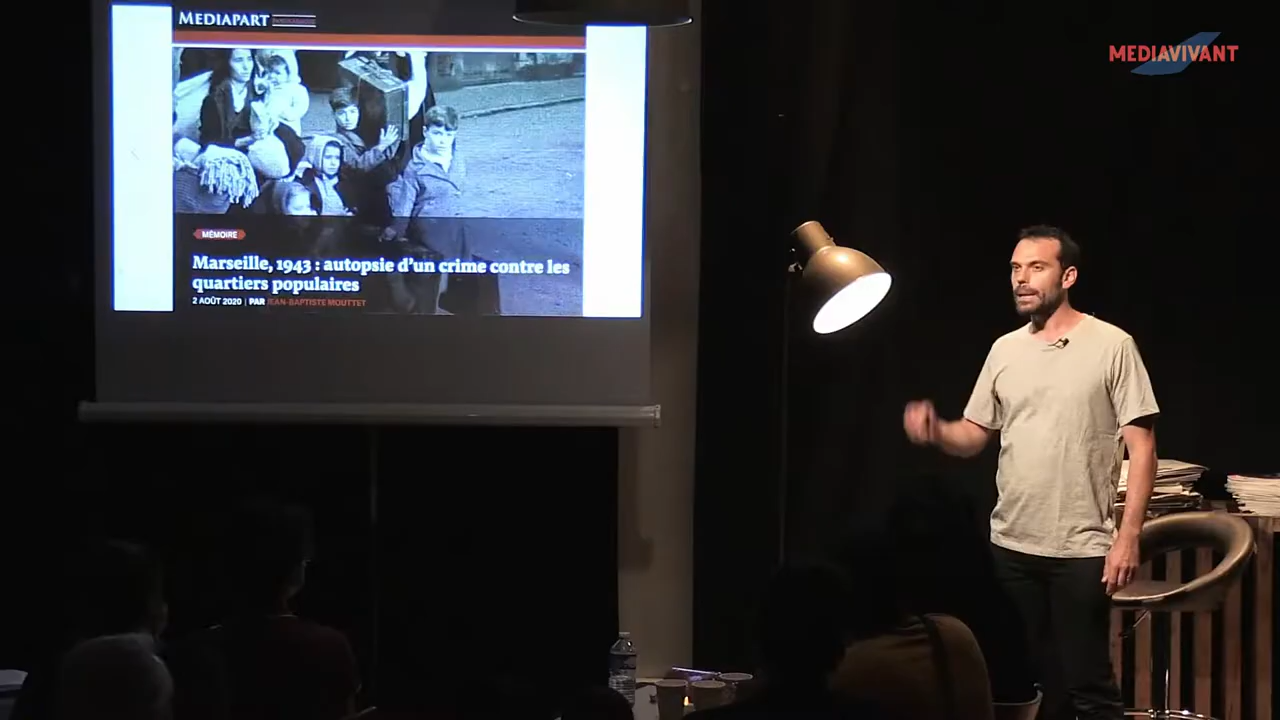 MEDIAPART
MEDIAVIVANT
MÉMOIRE
Marseille, 1943 : autopsie d'un crime contre les
quartiers populaires
2 AOÛT 2020 | PAR JEAN-BAPTISTE MOUTTET